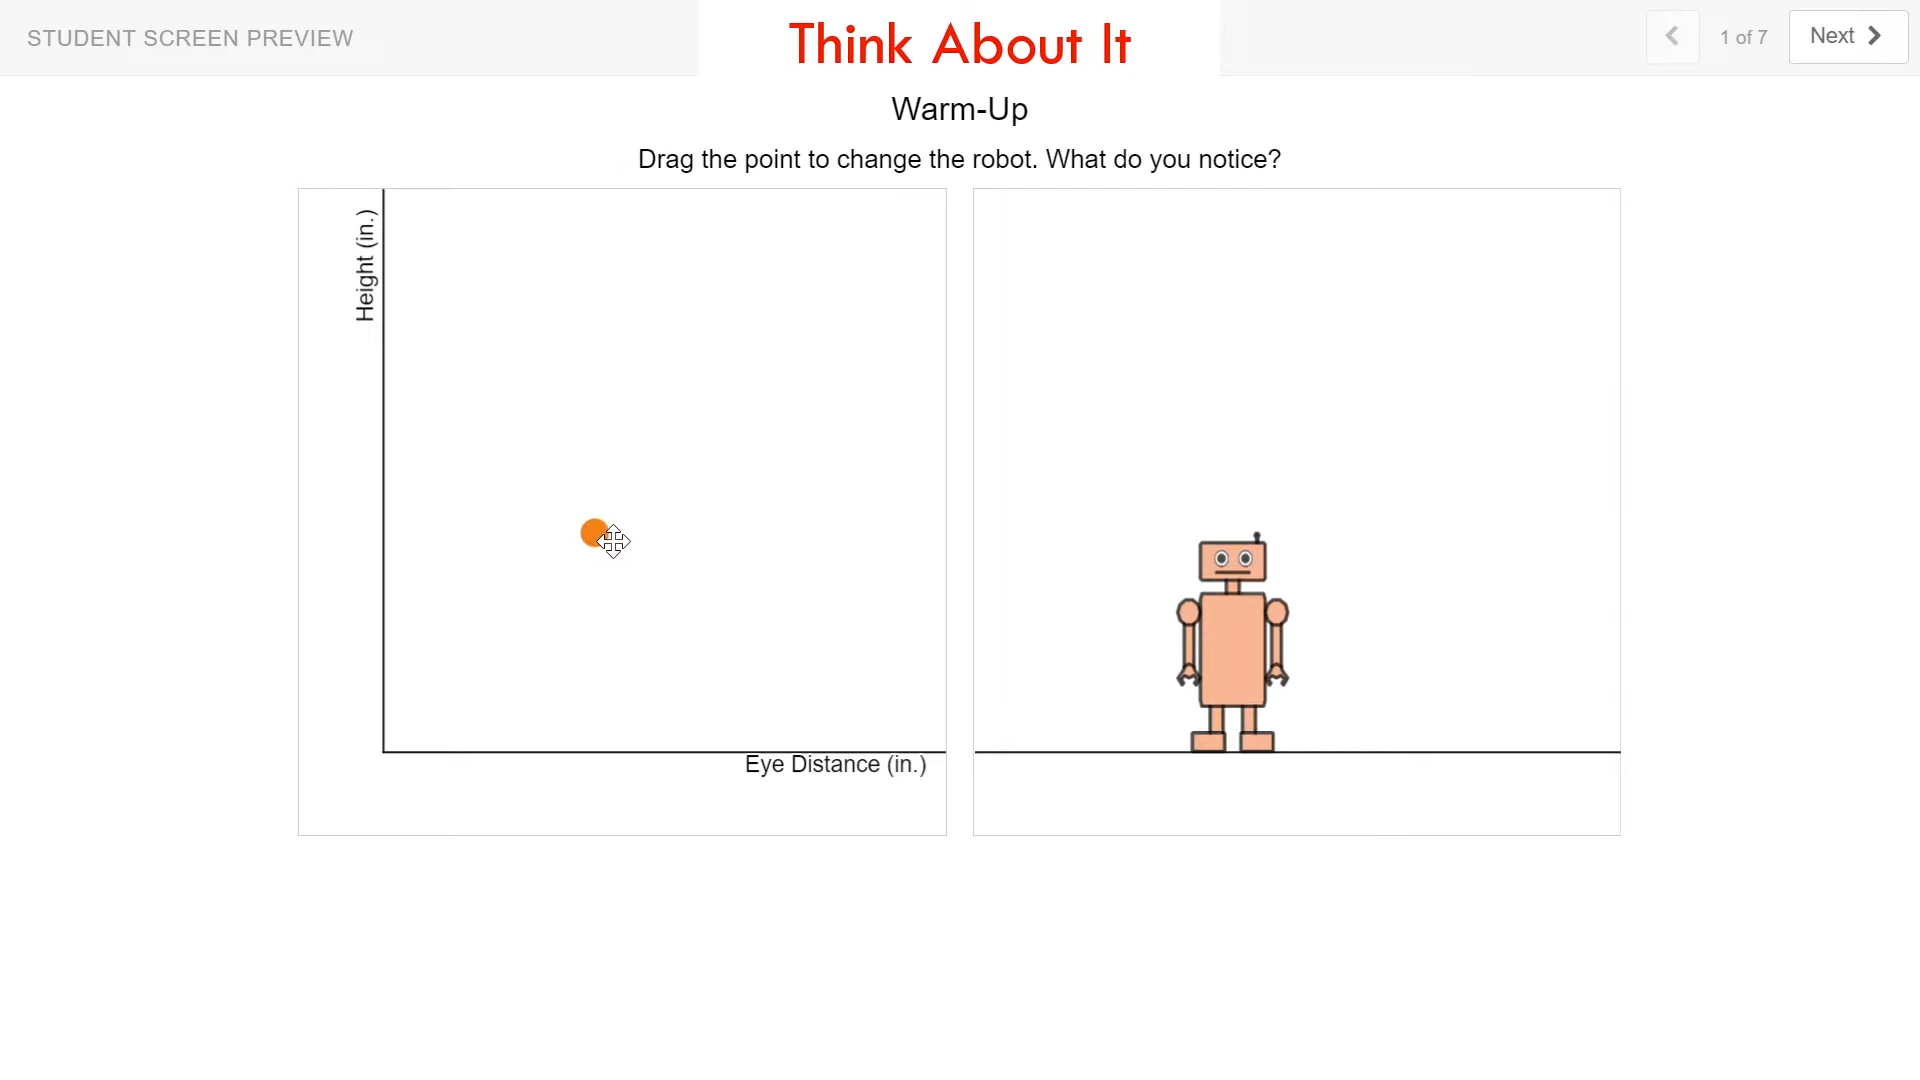 STUDENT SCREEN PREVIEW
Think About It
1 of 7
Next
Warm-Up
Drag the point to change the robot. What do you notice?
Height (in.)
Eye Distance (in.)